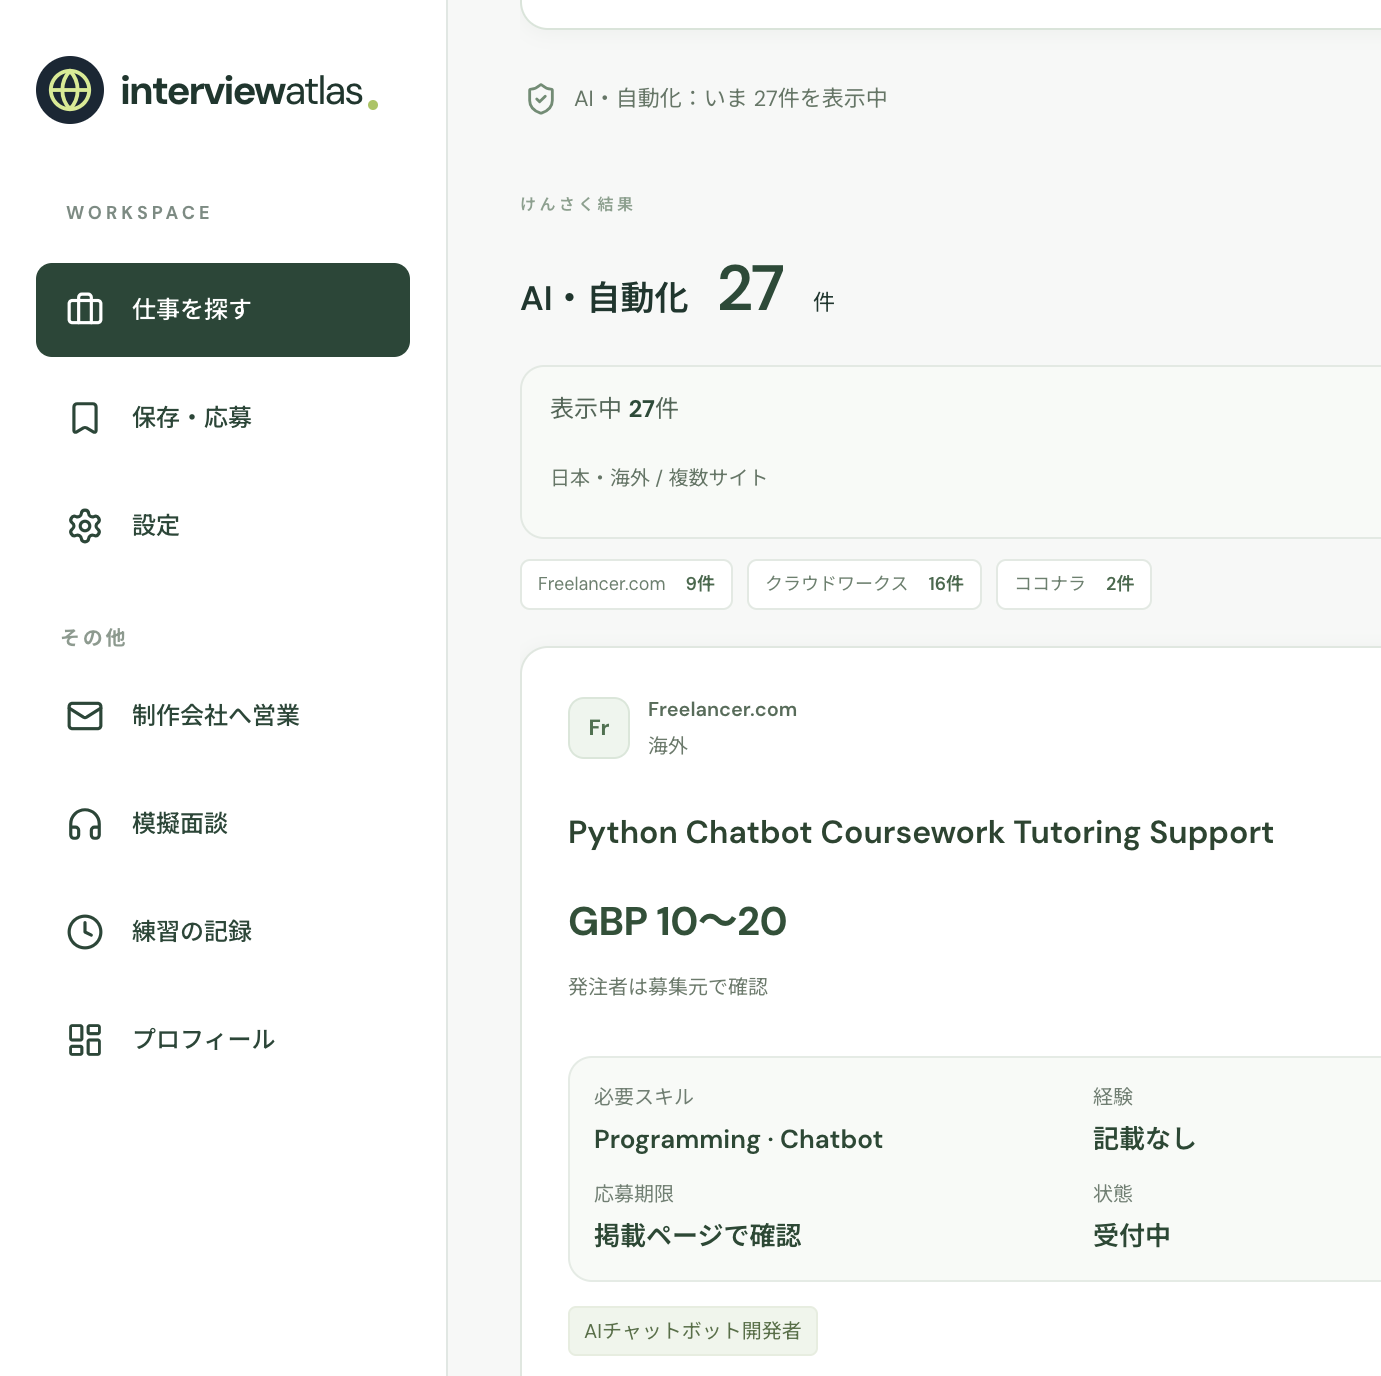 interviewatlas.
WORKSPACE
仕事を探す
保存・応募
設定
その他
制作会社へ営業
模擬面談
練習の記録
プロフィール
AI・自動化：いま 27件を表示中
けんさく結果
AI・自動化 27 件
表示中 27件
日本・海外 / 複数サイト
Freelancer.com 9件 クラウドワークス 16件 ココナラ 2件
Fr
Freelancer.com
海外
Python Chatbot Coursework Tutoring Support
GBP 10〜20
発注者は募集元で確認
必要スキル
Programming · Chatbot
経験
記載なし
応募期限
掲載ページで確認
状態
受付中
AIチャットボット開発者